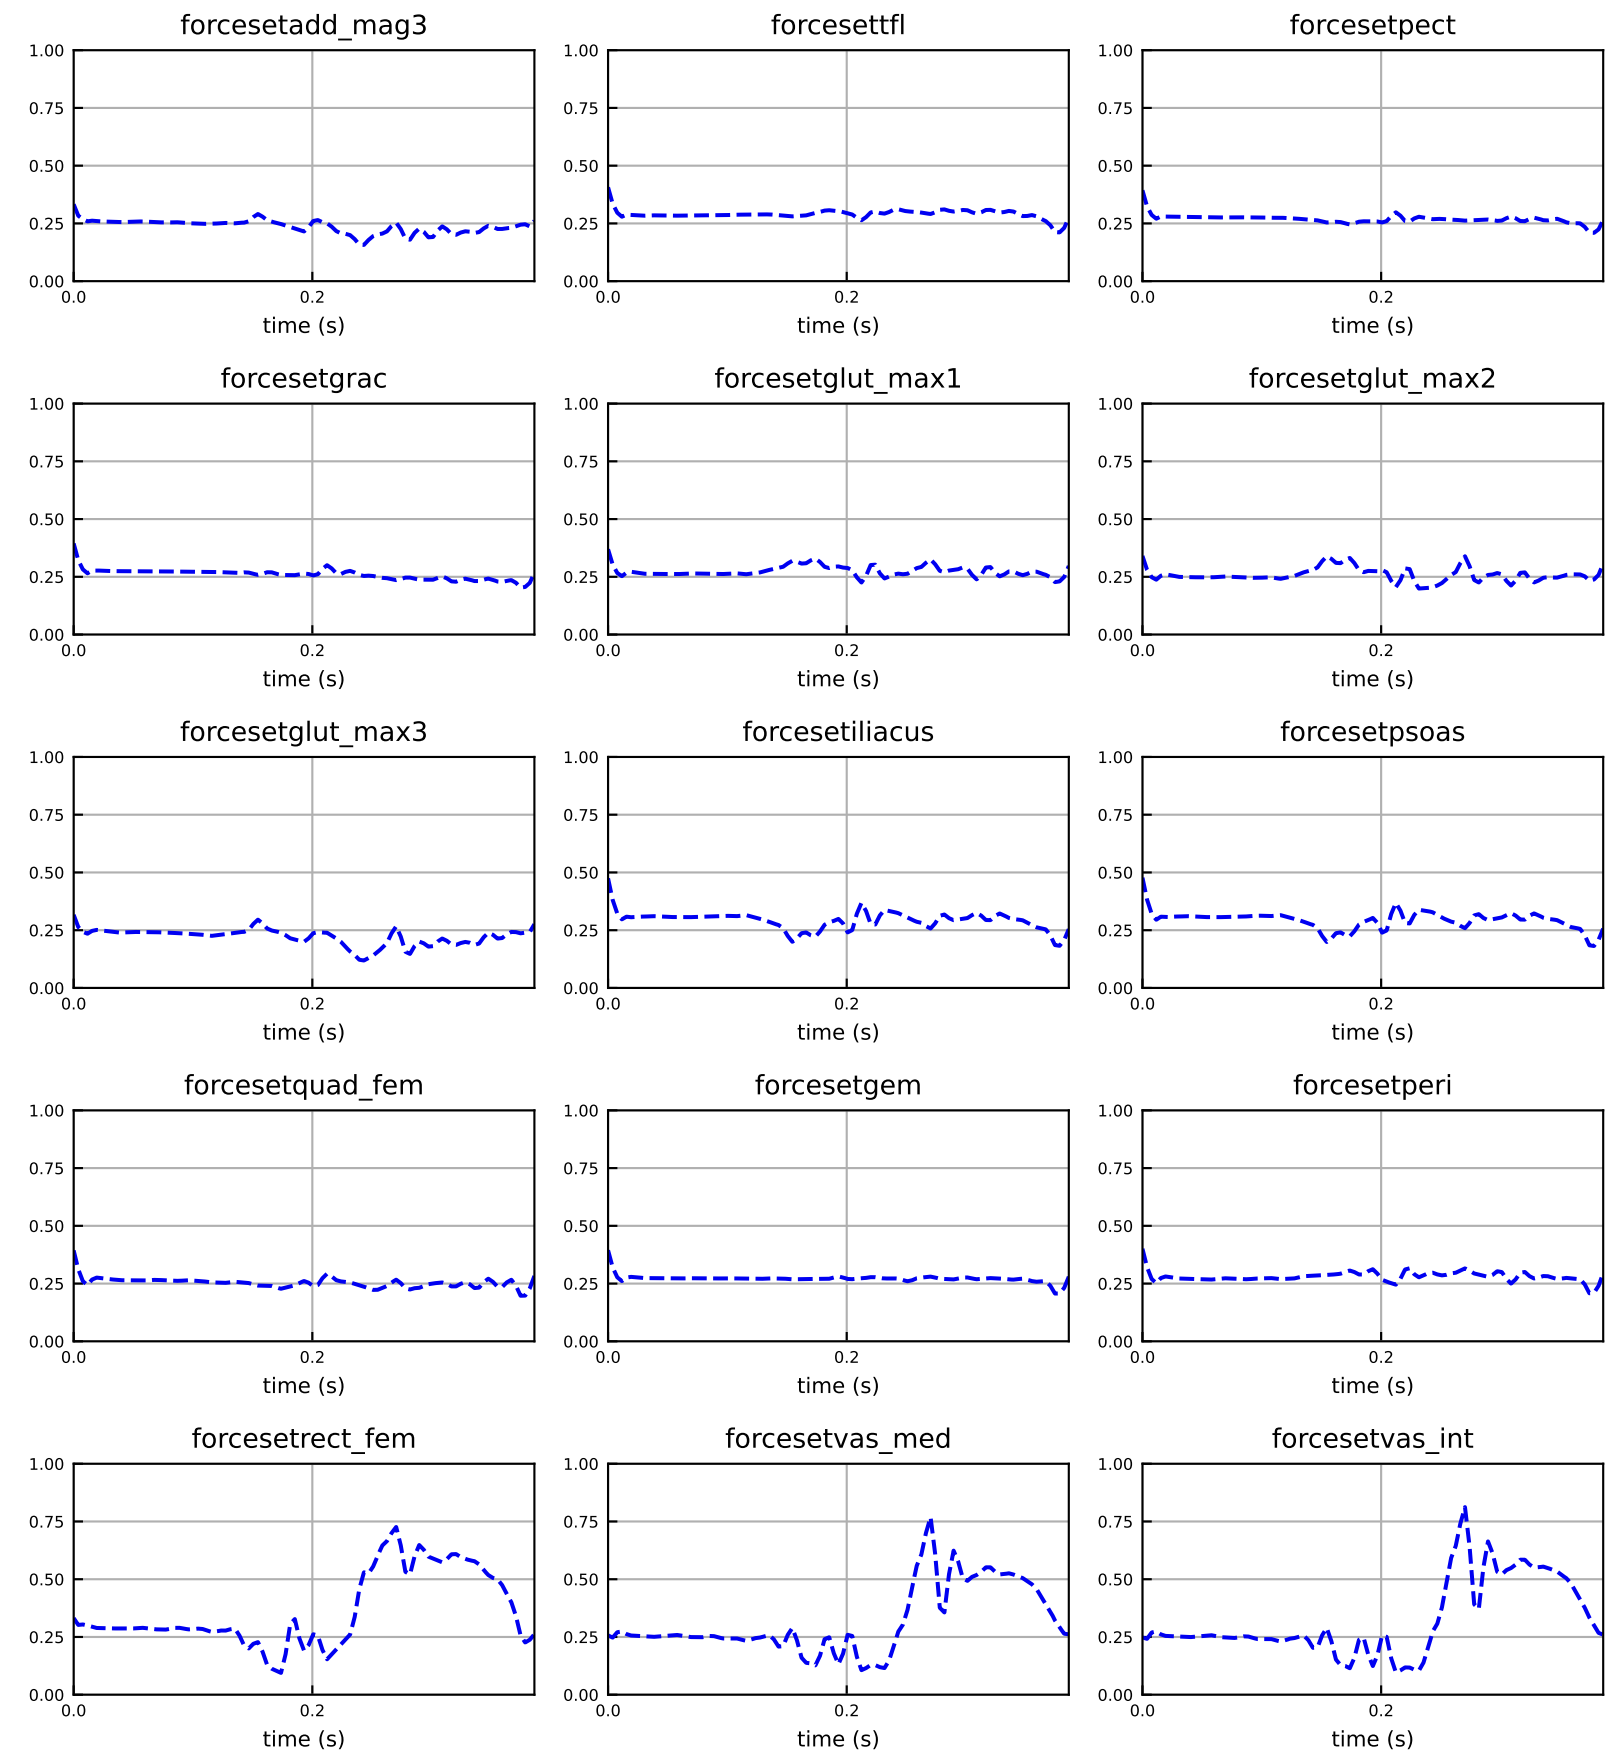 forcesetadd_mag3 forcesettfl forcesetpect
1.00 1.00 1.00
0.75 0.75 0.75
0.50 0.50 0.50
0.25 0.25 0.25
0.00 0.00 0.00
0.0 0.2 0.0 0.2 0.0 0.2
time (s) time (s) time (s)
forcesetgrac forcesetglut_max1 forcesetglut_max2
1.00 1.00 1.00
0.75 0.75 0.75
0.50 0.50 0.50
0.25 0.25 0.25
0.00 0.00 0.00
0.0 0.2 0.0 0.2 0.0 0.2
time (s) time (s) time (s)
forcesetglut_max3 forcesetiliacus forcesetpsoas
1.00 1.00 1.00
0.75 0.75 0.75
0.50 0.50 0.50
0.25 0.25 0.25
0.00 0.00 0.00
0.0 0.2 0.0 0.2 0.0 0.2
time (s) time (s) time (s)
forcesetquad_fem forcesetgem forcesetperi
1.00 1.00 1.00
0.75 0.75 0.75
0.50 0.50 0.50
0.25 0.25 0.25
0.00 0.00 0.00
0.0 0.2 0.0 0.2 0.0 0.2
time (s) time (s) time (s)
forcesetrect_fem forcesetvas_med forcesetvas_int
1.00 1.00 1.00
0.75 0.75 0.75
0.50 0.50 0.50
0.25 0.25 0.25
0.00 0.00 0.00
0.0 0.2 0.0 0.2 0.0 0.2
time (s) time (s) time (s)